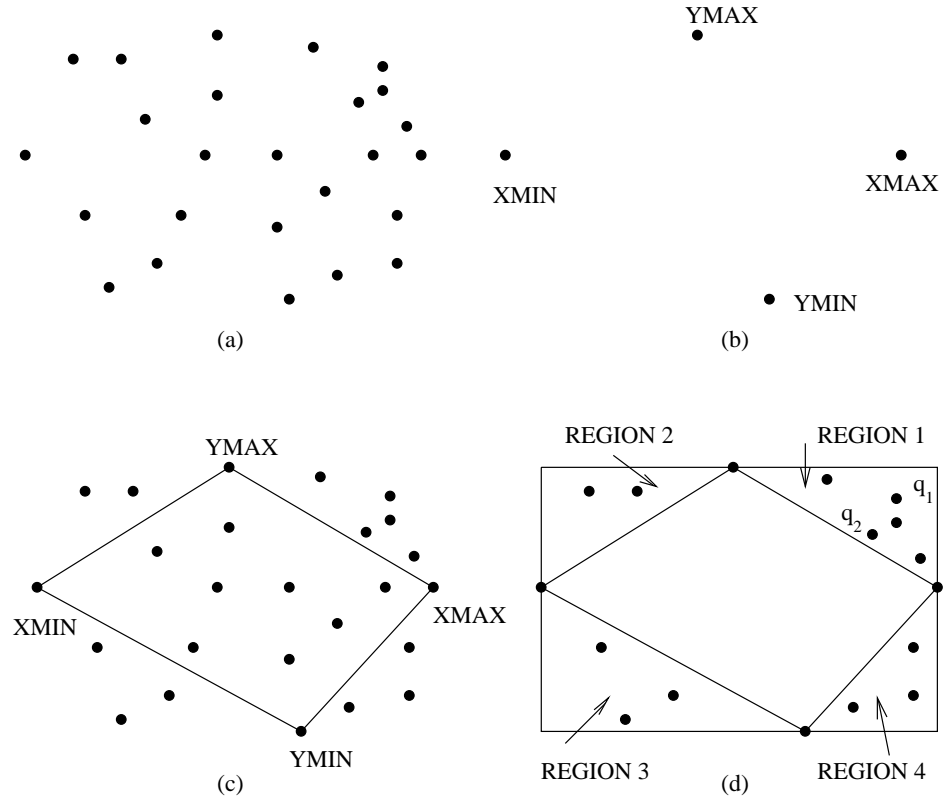 YMAX
XMIN
XMAX
YMIN
(a)
(b)
YMAX
XMIN
XMAX
YMIN
(c)
REGION 2
REGION 1
q1
q2
REGION 3
REGION 4
(d)